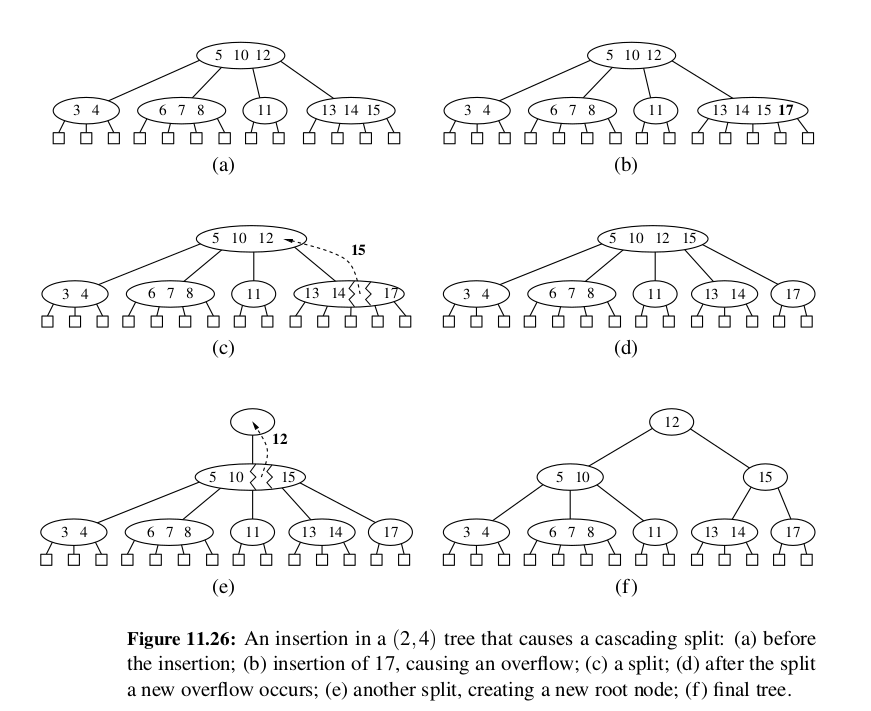 5 10 12
3 4 6 7 8 11 13 14 15
(a)
5 10 12
3 4 6 7 8 11 13 14 15 17
(b)
5 10 12
15
3 4 6 7 8 11 13 14 17
(c)
5 10 12 15
3 4 6 7 8 11 13 14 17
(d)
12
5 10 15
3 4 6 7 8 11 13 14 17
(e)
12
5 10 15
3 4 6 7 8 11 13 14 17
(f)
Figure 11.26: An insertion in a (2,4) tree that causes a cascading split: (a) before
the insertion; (b) insertion of 17, causing an overflow; (c) a split; (d) after the split
a new overflow occurs; (e) another split, creating a new root node; (f) final tree.